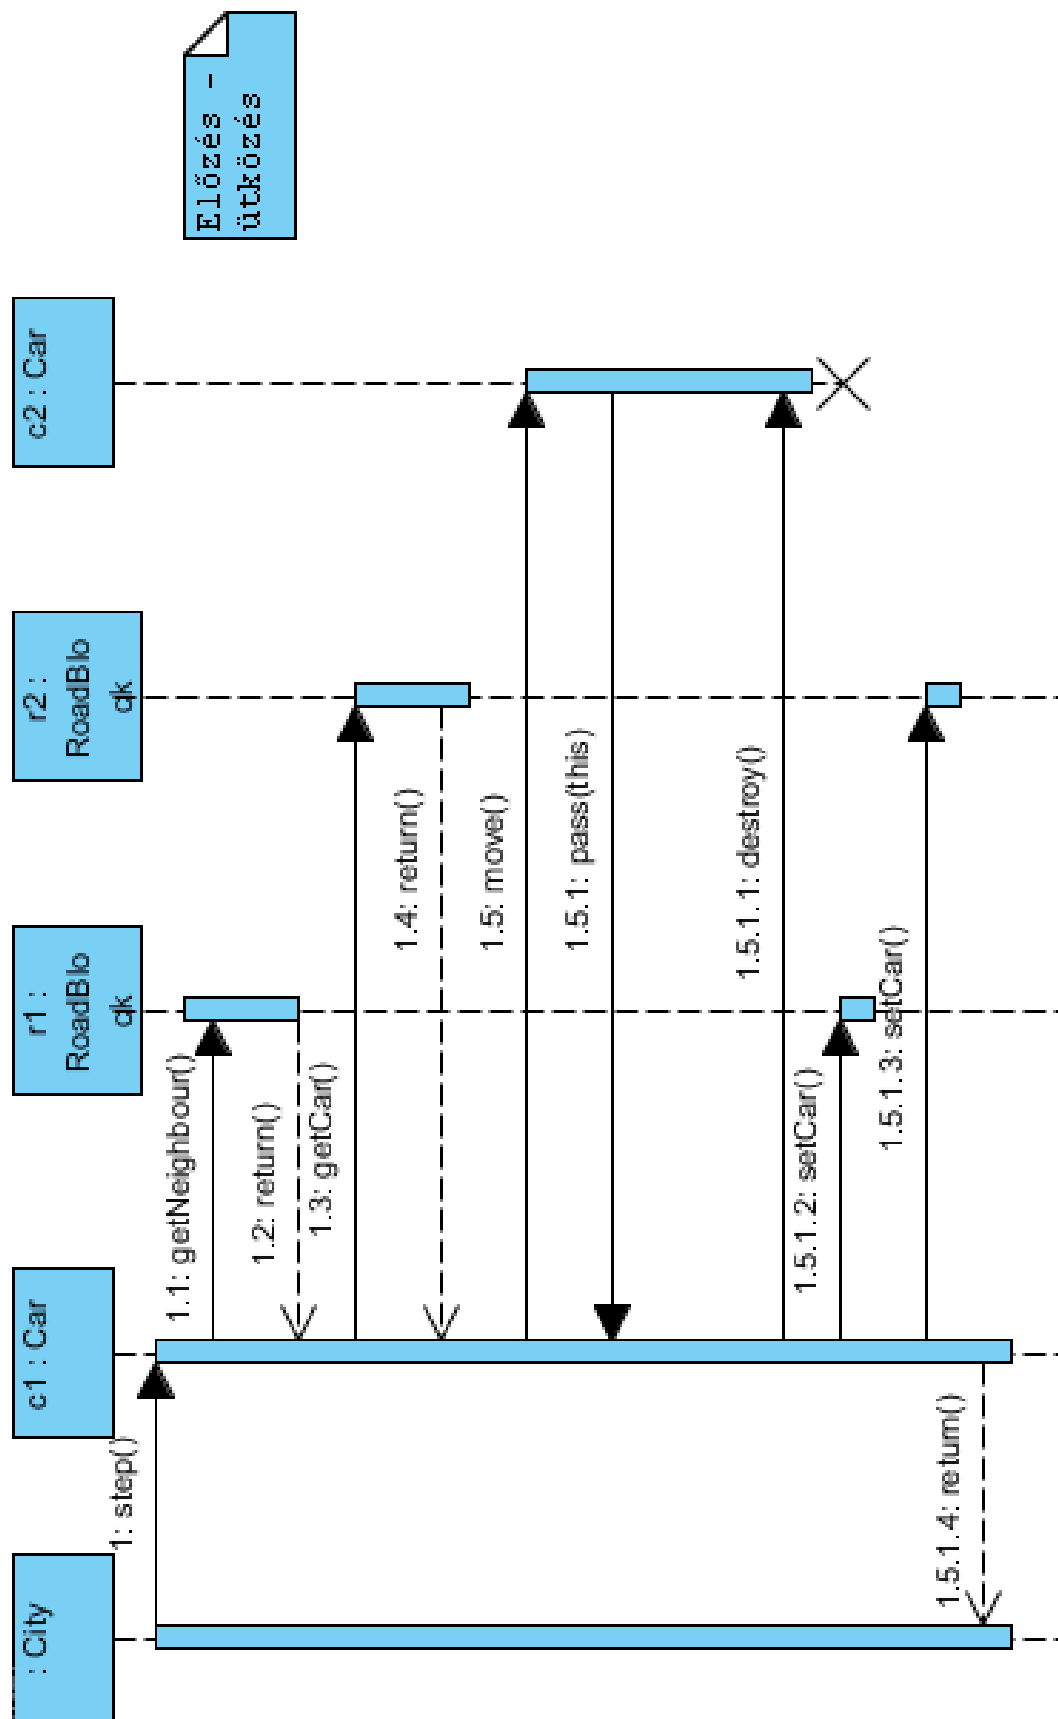 : City
c1 : Car
r1 :
RoadBlo
ck
r2 :
RoadBlo
ck
c2 : Car
Előzés -
ütközés
1: step()
1.1: getNeighbour()
1.2: return()
1.3: getCar()
1.4: return()
1.5: move()
1.5.1: pass(this)
1.5.1.1: destroy()
1.5.1.2: setCar()
1.5.1.3: setCar()
1.5.1.4: return()